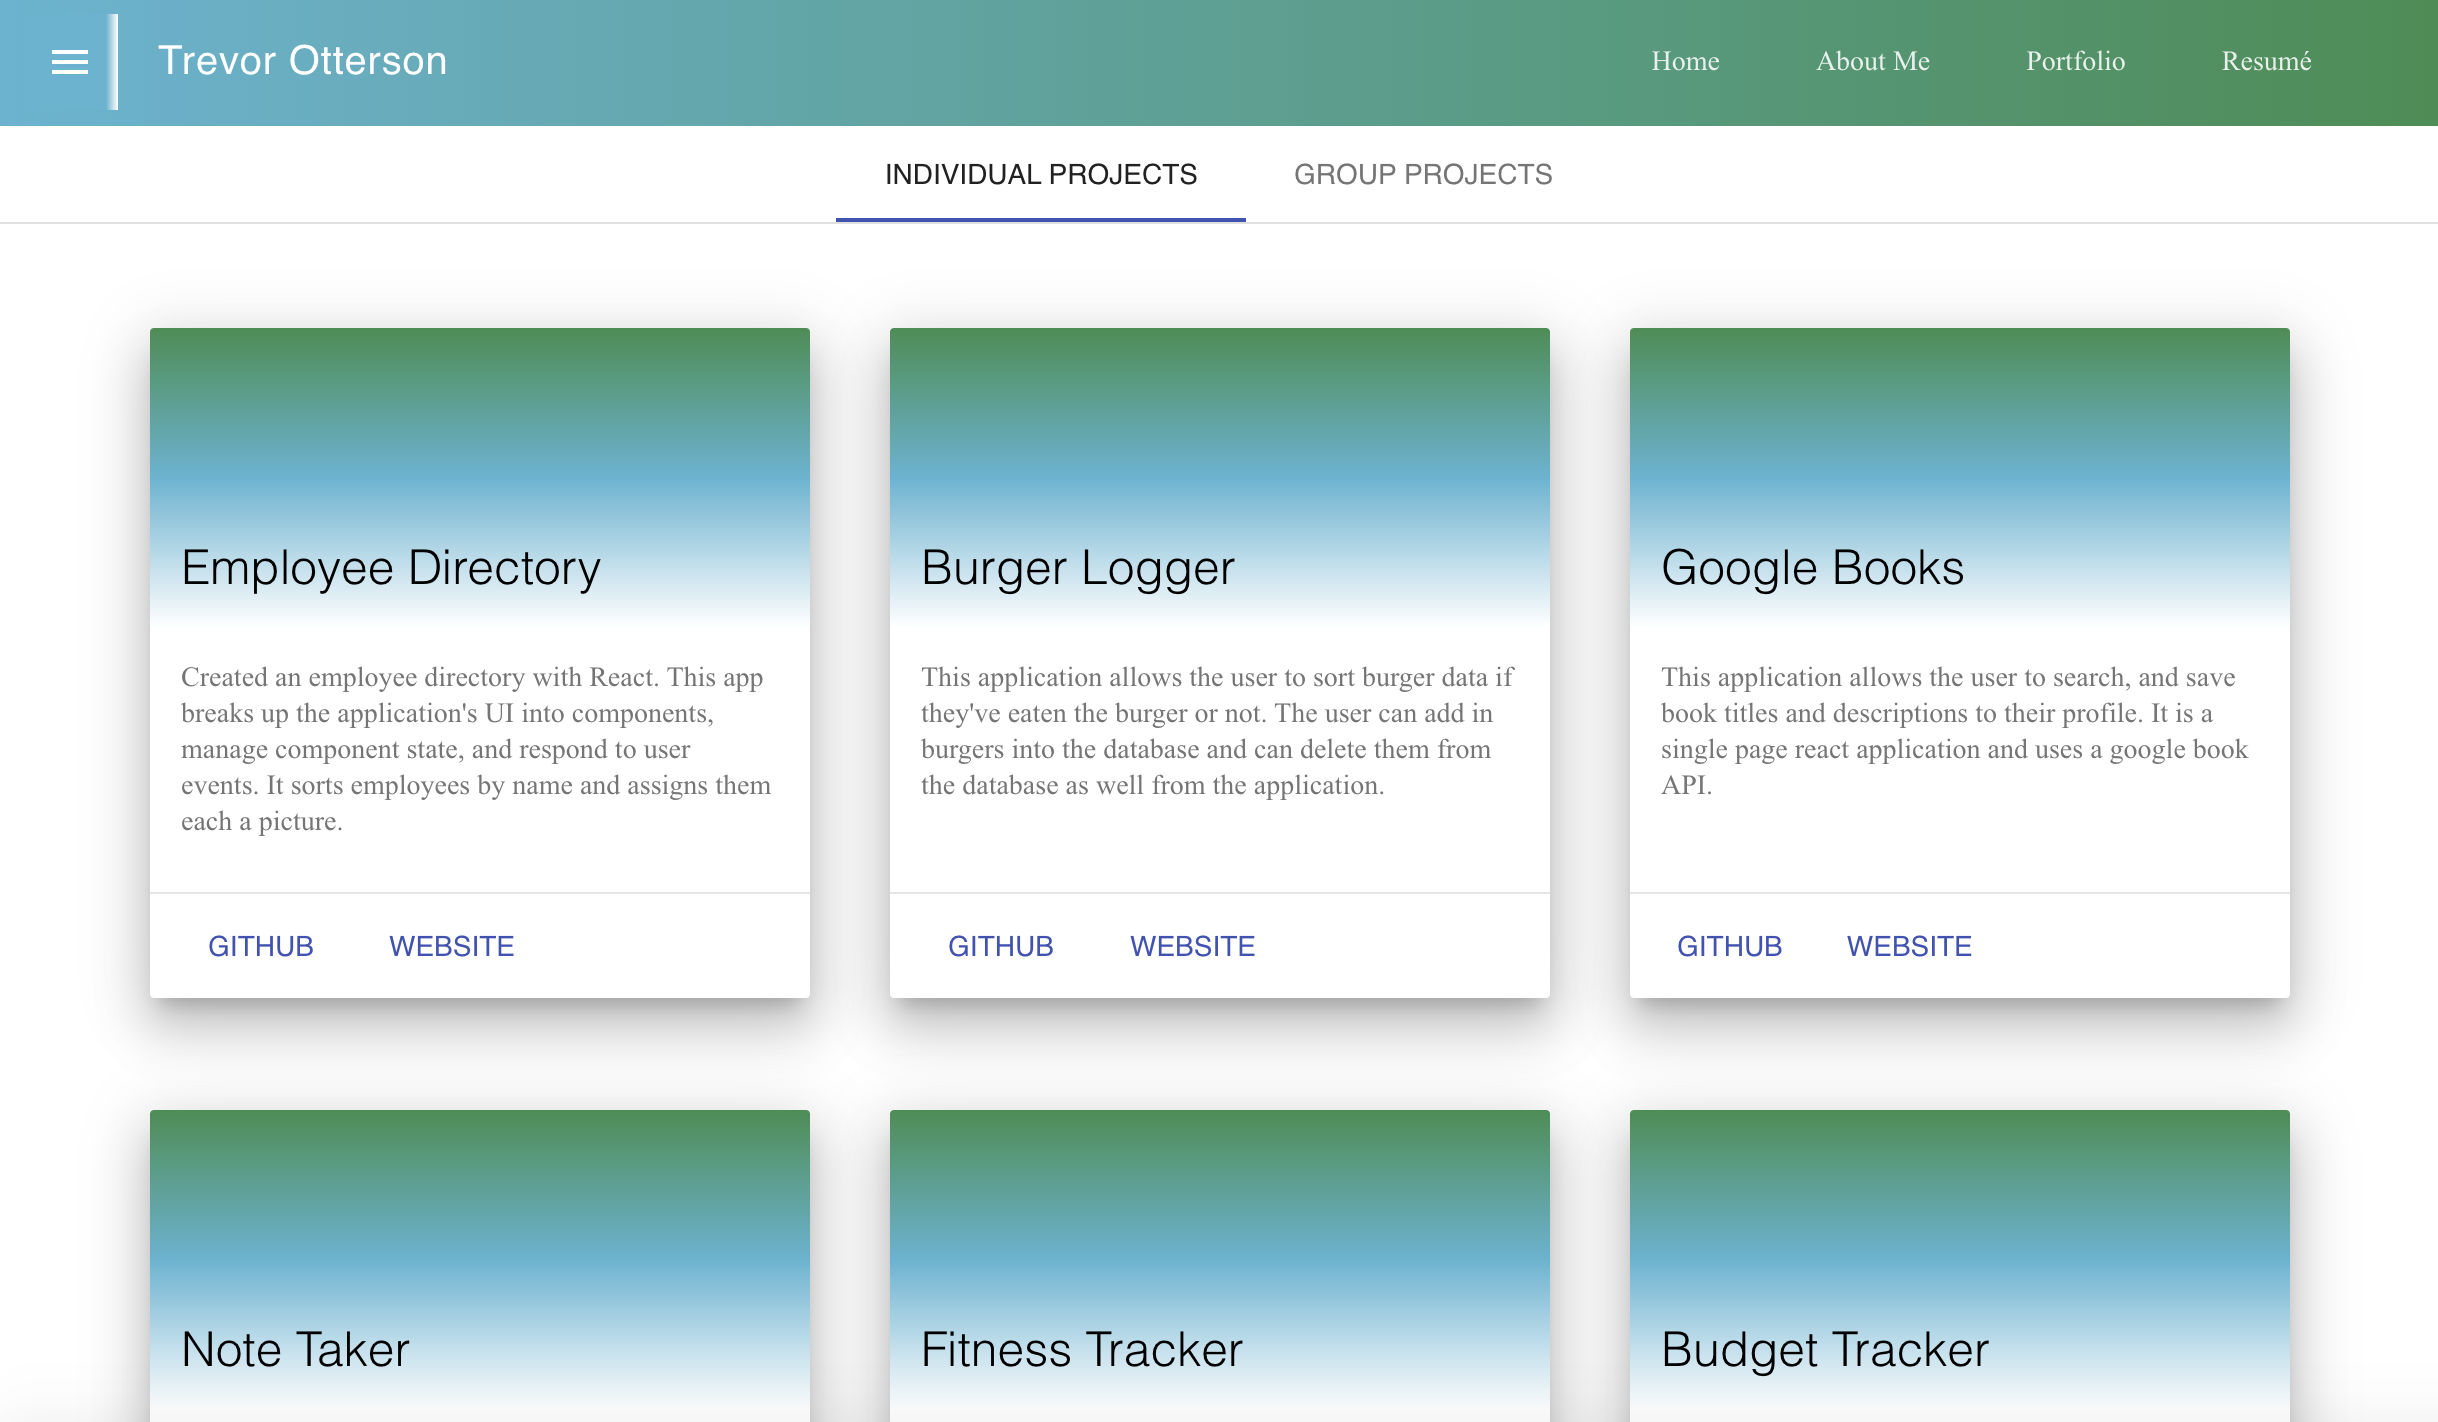 Trevor Otterson
Home
About Me
Portfolio
Resumé
INDIVIDUAL PROJECTS
GROUP PROJECTS
Employee Directory
Created an employee directory with React. This app
breaks up the application's UI into components,
manage component state, and respond to user
events. It sorts employees by name and assigns them
each a picture.
GITHUB
WEBSITE
Burger Logger
This application allows the user to sort burger data if
they've eaten the burger or not. The user can add in
burgers into the database and can delete them from
the database as well from the application.
GITHUB
WEBSITE
Google Books
This application allows the user to search, and save
book titles and descriptions to their profile. It is a
single page react application and uses a google book
API.
GITHUB
WEBSITE
Note Taker
Fitness Tracker
Budget Tracker